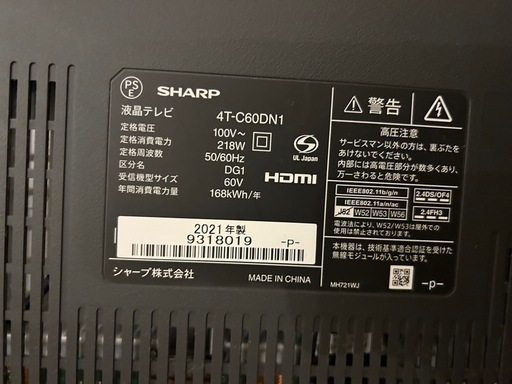 PS
E
SHARP
液晶テレビ 4T-C60DN1
定格電圧 100V~
定格消費電力 218W
定格周波数 50/60Hz
区分名 DG1
受信機型サイズ 60V
年間消費電力量 168kWh/年
UL Japan
HDMI
2021年製
9318019 -P-
シャープ株式会社
MADE IN CHINA
警告
高圧注意
サービスマン以外の方は、裏ぶたをあけないでください。
内部には高電圧部分が数多くあり、
万一さわると危険です。
IEEE802.11b/g/n
IEEE802.11a/n/ac
J52 W52 W53 W56
2.4DS/OF4
2.4FH3
電波法により、W52/W53は屋外使用禁止です。
本機器は、技術基準適合認証を受けた
無線モジュールが入っています。
MH721WJ
-P-